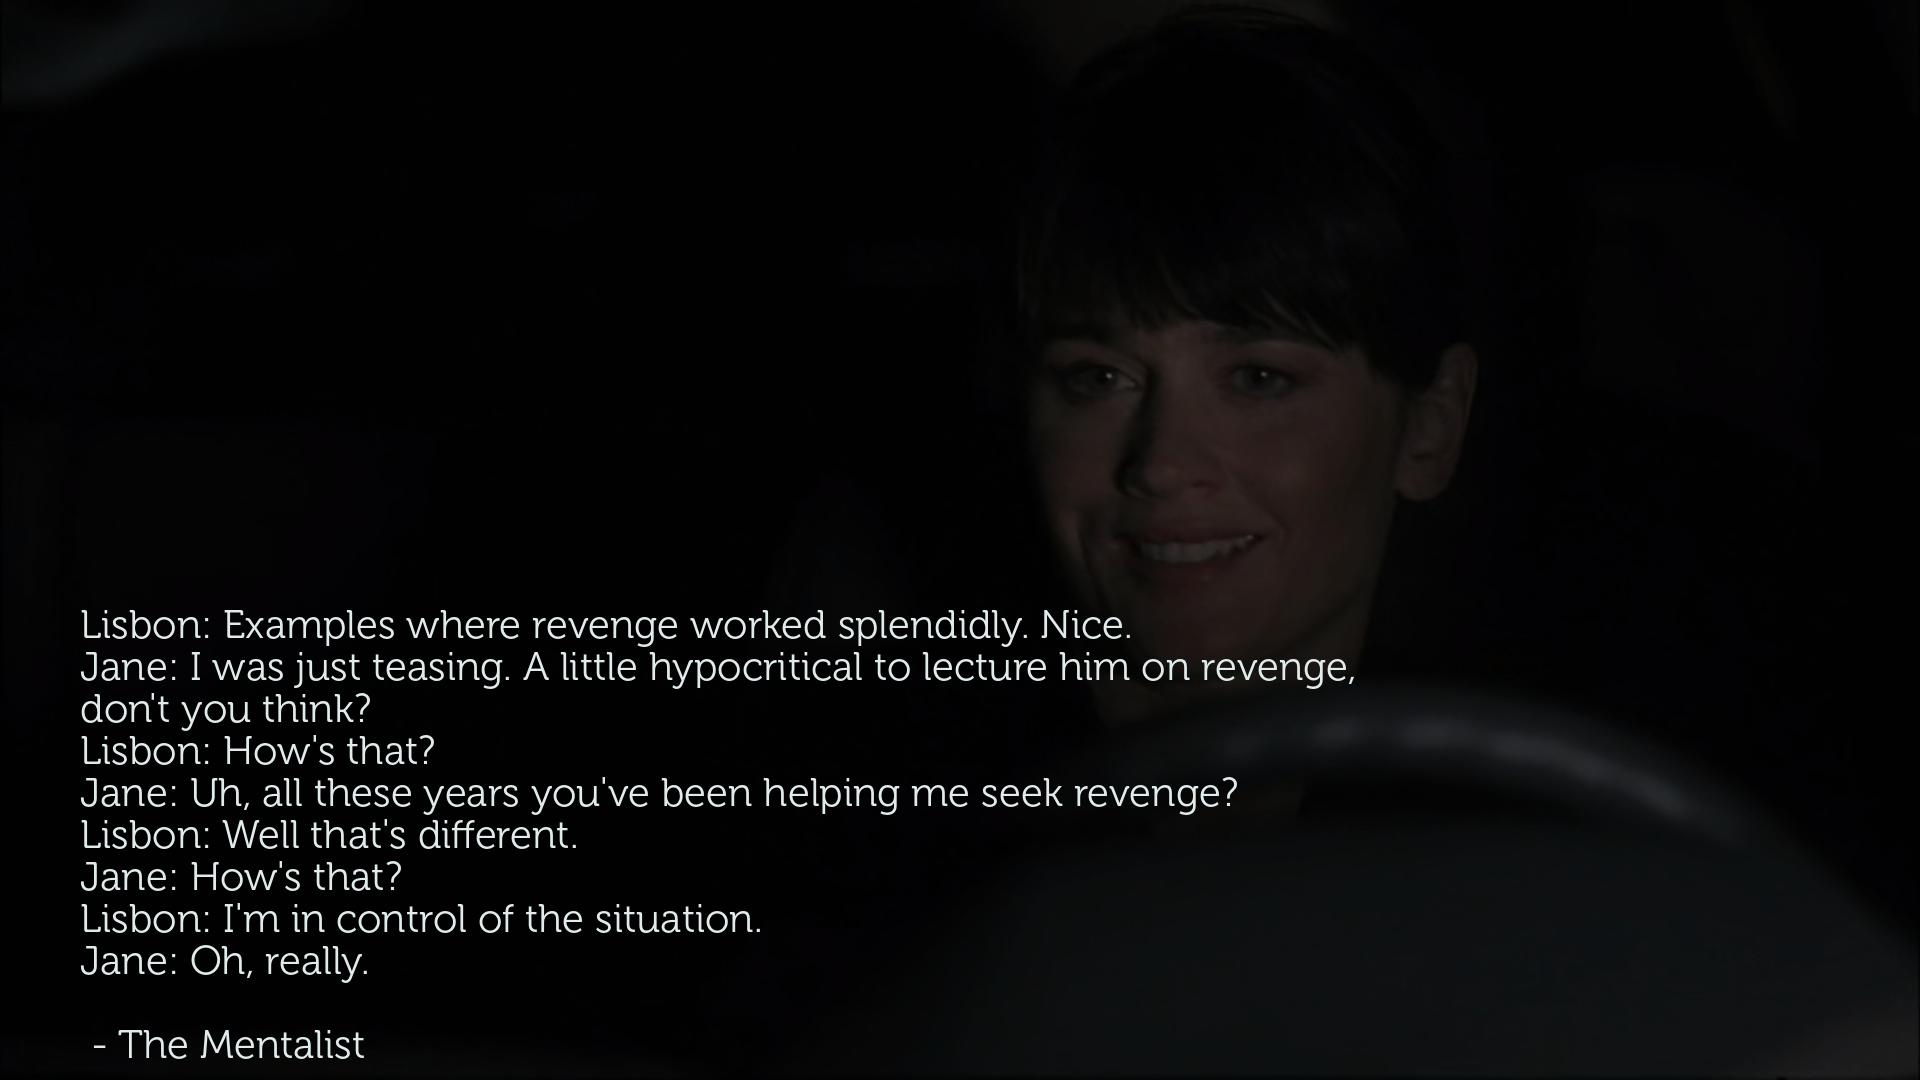 Lisbon: Examples where revenge worked splendidly. Nice.
Jane: I was just teasing. A little hypocritical to lecture him on revenge,
don't you think?
Lisbon: How's that?
Jane: Uh, all these years you've been helping me seek revenge?
Lisbon: Well that's different.
Jane: How's that?
Lisbon: I'm in control of the situation.
Jane: Oh, really.
- The Mentalist